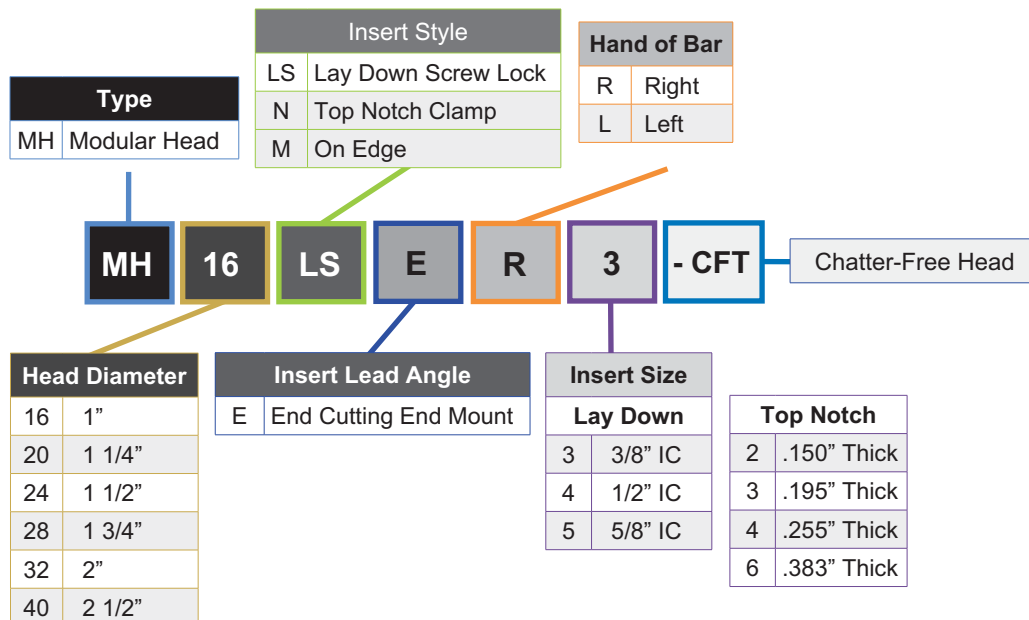 Insert Style
LS Lay Down Screw Lock
N Top Notch Clamp
M On Edge
Hand of Bar
R Right
L Left
Type
MH Modular Head
MH 16 LS E R 3 - CFT
Chatter-Free Head
Head Diameter
16 1”
20 1 1/4”
24 1 1/2”
28 1 3/4”
32 2”
40 2 1/2”
Insert Lead Angle
E End Cutting End Mount
Insert Size
Lay Down
3 3/8” IC
4 1/2” IC
5 5/8” IC
Top Notch
2 .150” Thick
3 .195” Thick
4 .255” Thick
6 .383” Thick